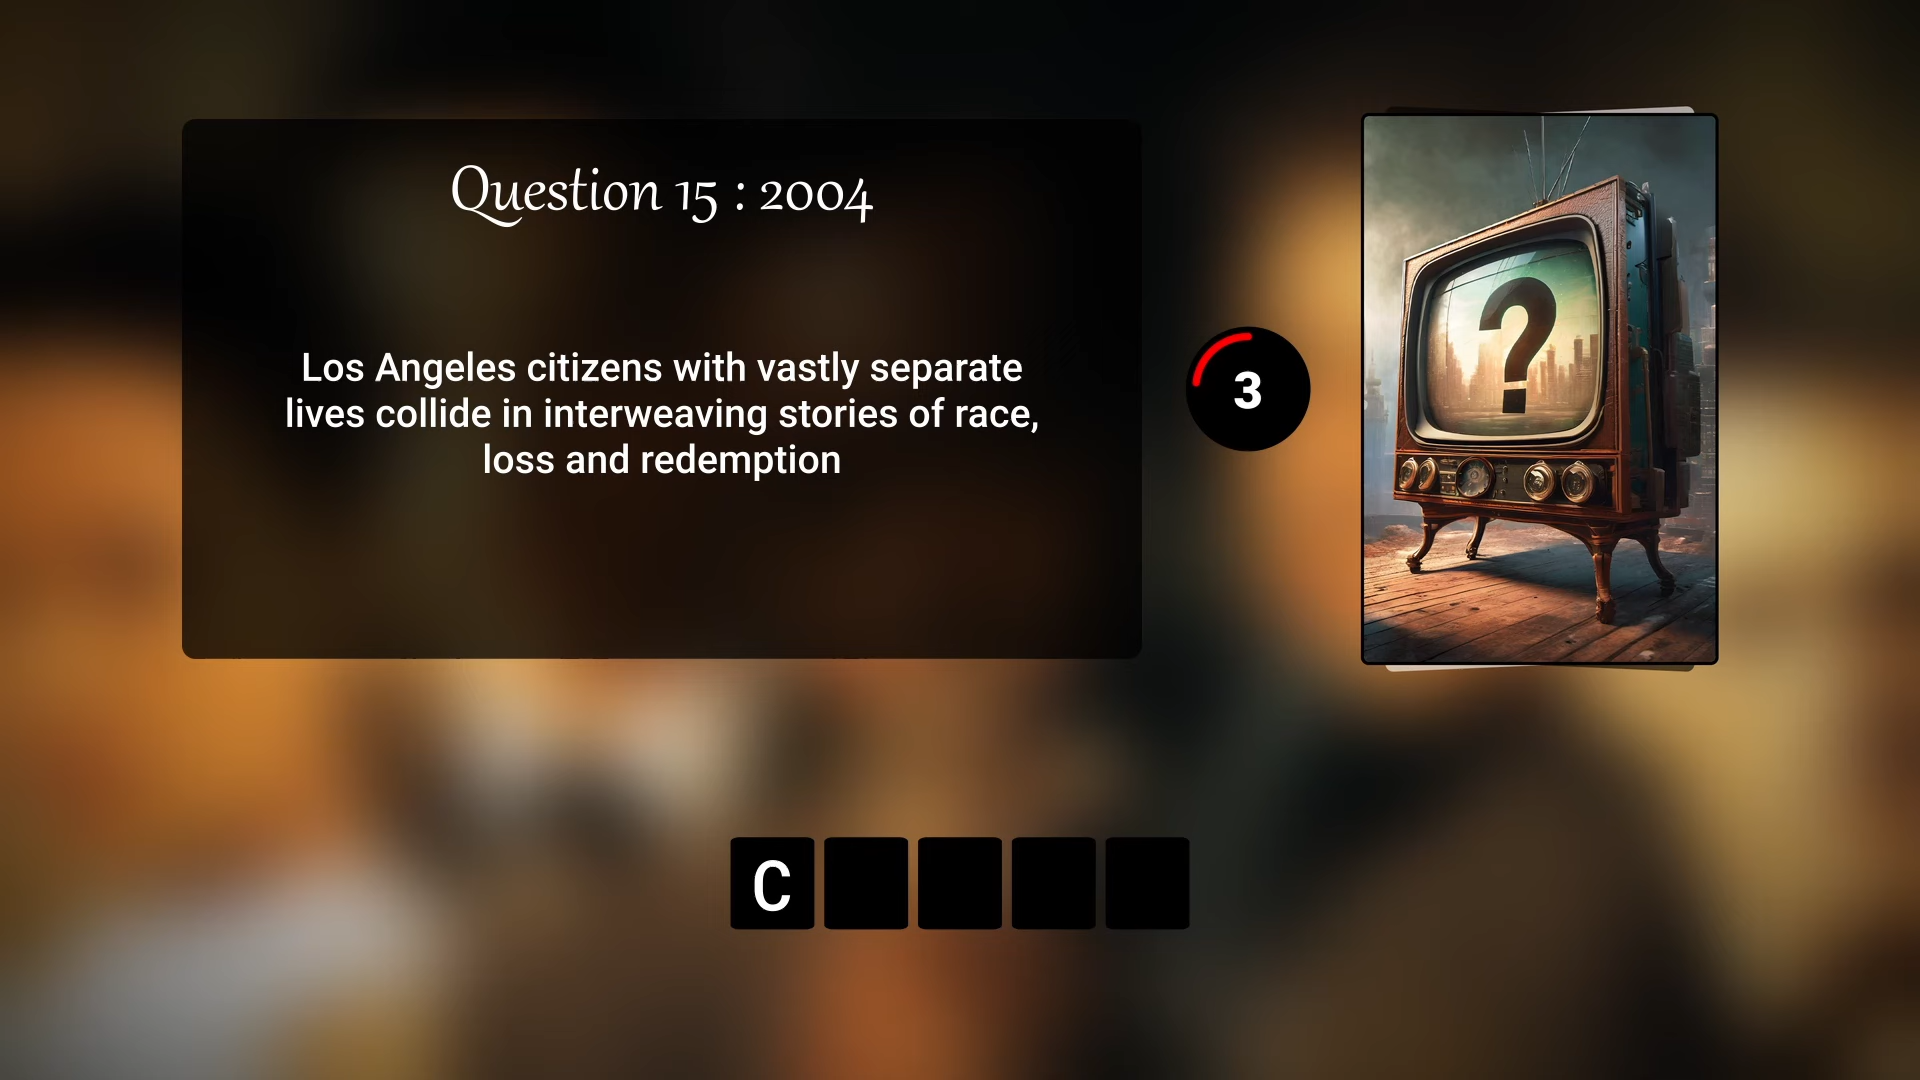 Question 15 : 2004
Los Angeles citizens with vastly separate
lives collide in interweaving stories of race,
loss and redemption
3
?
C